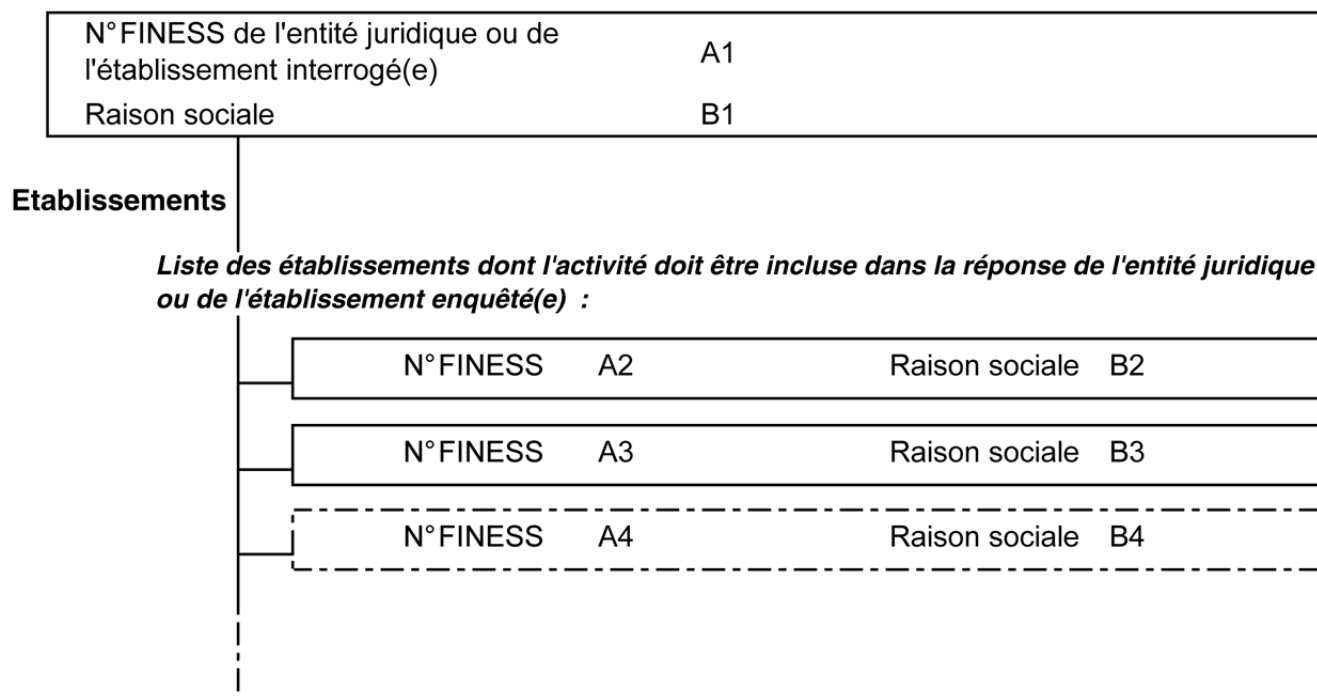 N° FINESS de l'entité juridique ou de
l'établissement interrogé(e) A1
Raison sociale B1
Etablissements
Liste des établissements dont l'activité doit être incluse dans la réponse de l'entité juridique
ou de l'établissement enquêté(e) :
N° FINESS A2 Raison sociale B2
N° FINESS A3 Raison sociale B3
N° FINESS A4 Raison sociale B4